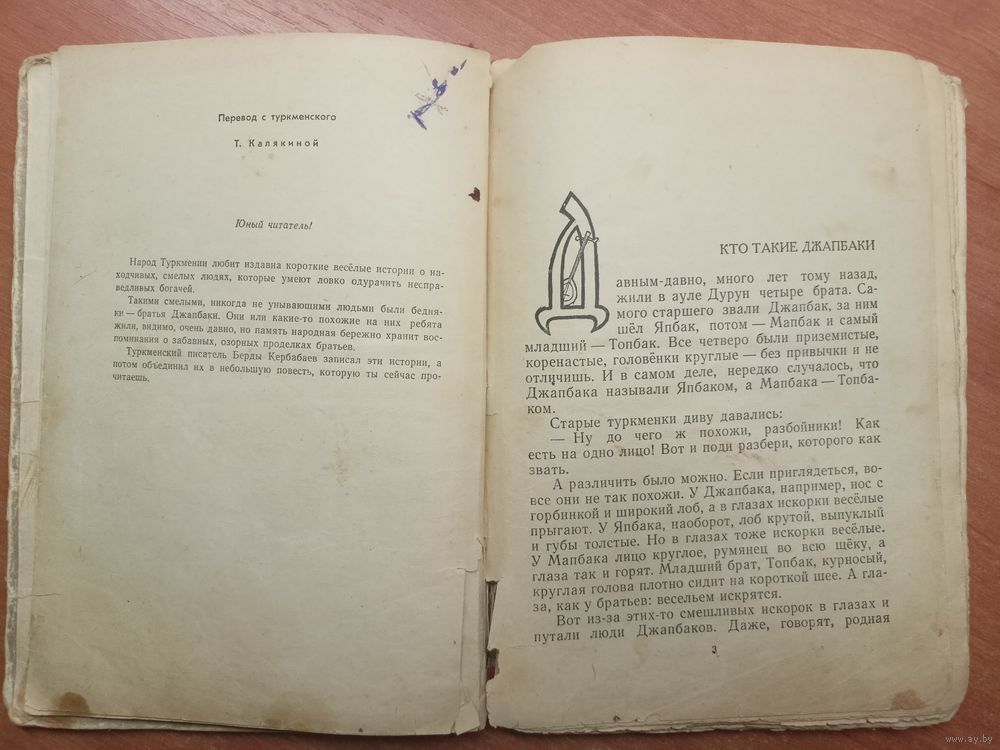 Перевод с туркменского
Т. Калякиной
Юный читатель!
Народ Туркмении любит издавна короткие весёлые истории о на-
ходчивых, смелых людях, которые умеют ловко одурачить неспра-
ведливых богачей.
Такими смелыми, никогда не унывающими людьми были бедня-
ки — братья Джапбаки. Они или какие-то похожие на них ребята
жили, видимо, очень давно, но память народная бережно хранит вос-
поминания о забавных, озорных проделках братьев.
Туркменский писатель Берды Кербабаев записал эти истории, а
потом объединил их в небольшую повесть, которую ты сейчас про-
читаешь.
КТО ТАКИЕ ДЖАПБАКИ
Давным-давно, много лет тому назад,
жили в ауле Дурун четыре брата. Са-
мого старшего звали Джапбак, за ним
шёл Япбак, потом — Мапбак и самый
младший — Топбак. Все четверо были приземистые,
коренастые, головёнки круглые — без привычки и не
отличишь. И в самом деле, нередко случалось, что
Джапбака называли Япбаком, а Мапбака — Топба-
ком.
Старые туркменки диву давались:
— Ну до чего ж похожи, разбойники! Как
есть на одно лицо! Вот и поди разбери, которого как
звать.
А различить было можно. Если приглядеться, во-
все они не так похожи. У Джапбака, например, нос с
горбинкой и широкий лоб, а в глазах искорки весёлые
прыгают. У Япбака, наоборот, лоб крутой, выпуклый
и губы толстые. Но в глазах тоже искорки весёлые.
У Мапбака лицо круглое, румянец во всю щёку, а
глаза так и горят. Младший брат, Топбак, курносый,
круглая голова плотно сидит на короткой шее. А гла-
за, как у братьев: весельем искрятся.
Вот из-за этих-то смешливых искорок в глазах и
путали люди Джапбаков. Даже, говорят, родная
3
www.ay.by